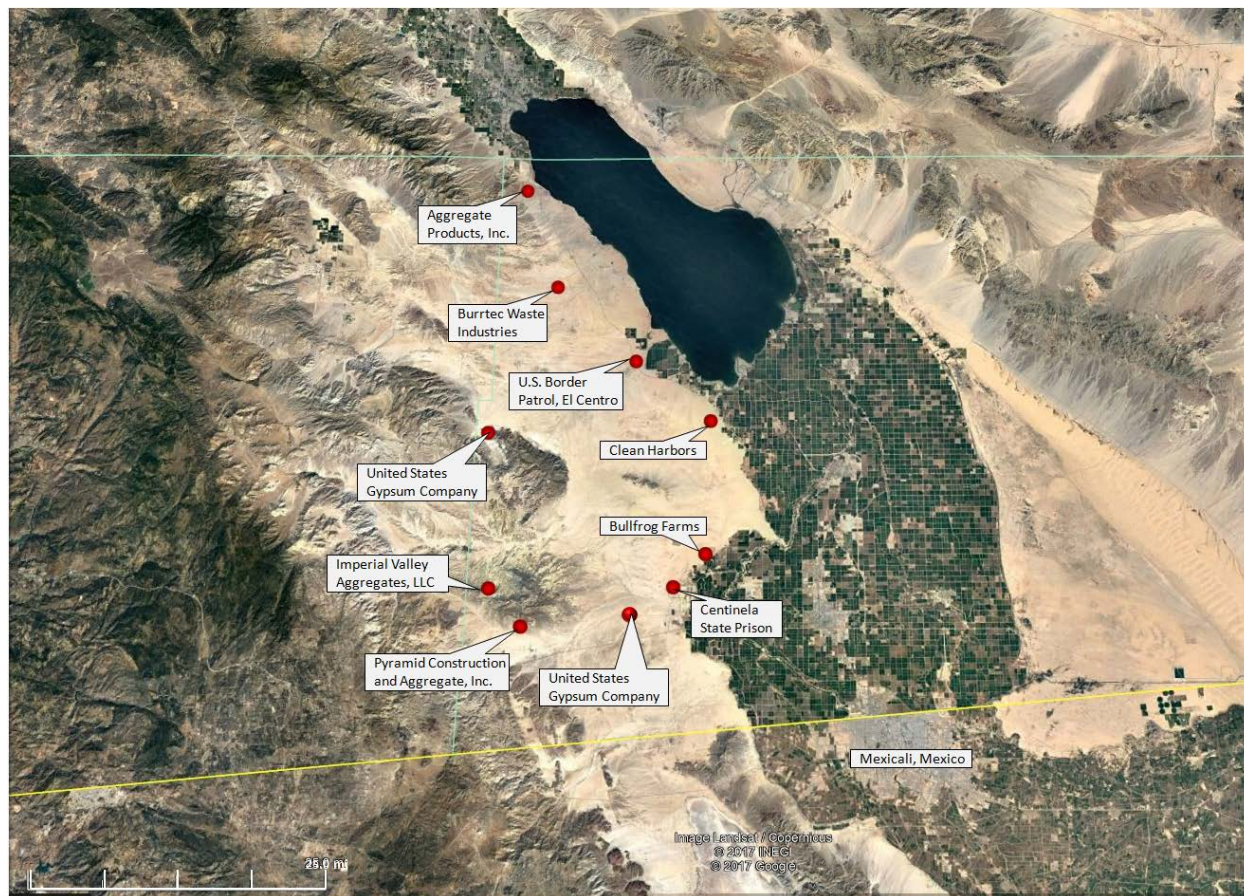 Aggregate
Products, Inc.
Burrtec Waste
Industries
U.S. Border
Patrol, El Centro
Clean Harbors
United States
Gypsum Company
Bullfrog Farms
Imperial Valley
Aggregates, LLC
Centinela
State Prison
Pyramid Construction
and Aggregate, Inc.
United States
Gypsum Company
Mexicali, Mexico
Image Landsat / Copernicus
© 2017 INEGI
© 2017 Google
25.0 mi